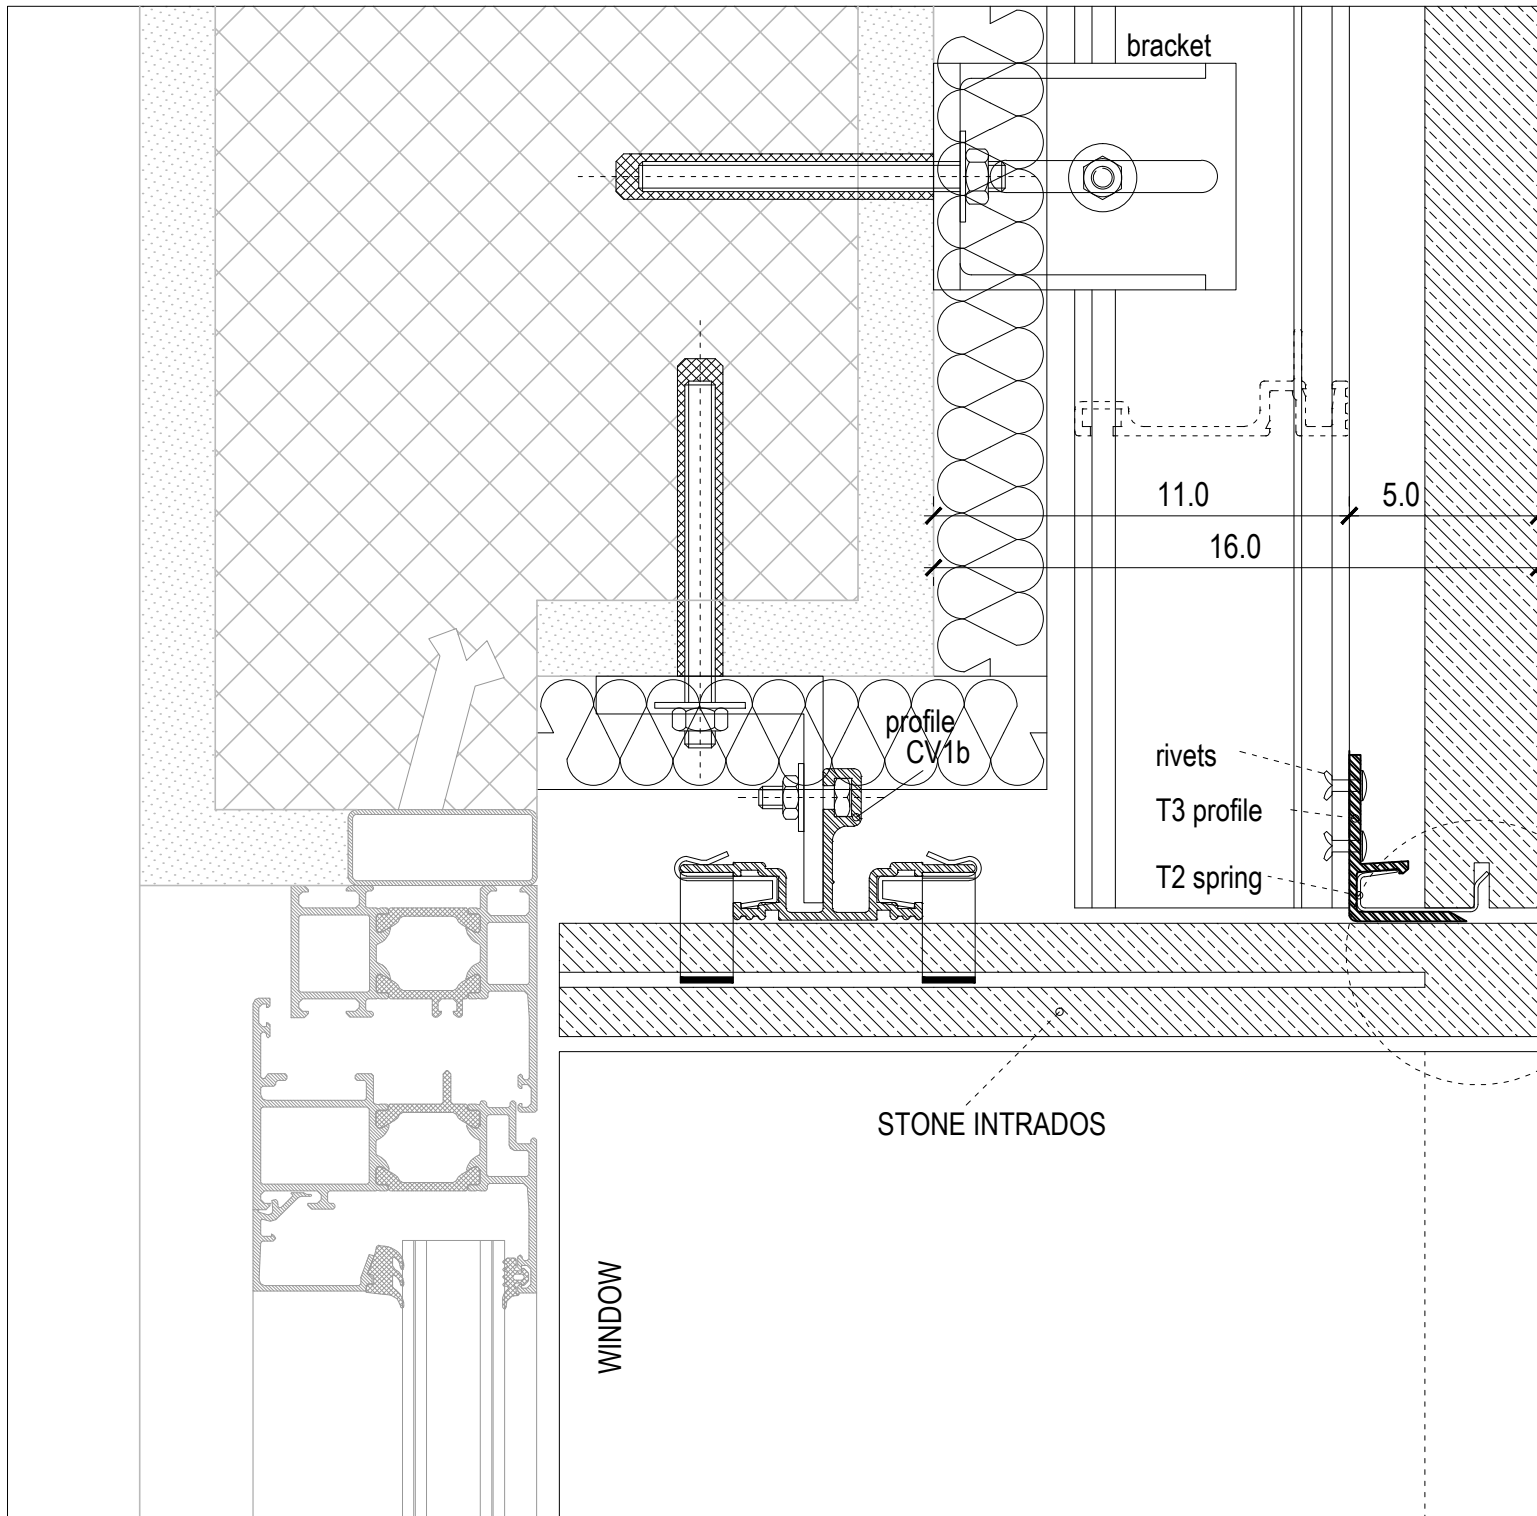 bracket
11.0
5.0
16.0
profile
CV1b
rivets
T3 profile
T2 spring
STONE INTRADOS
WINDOW